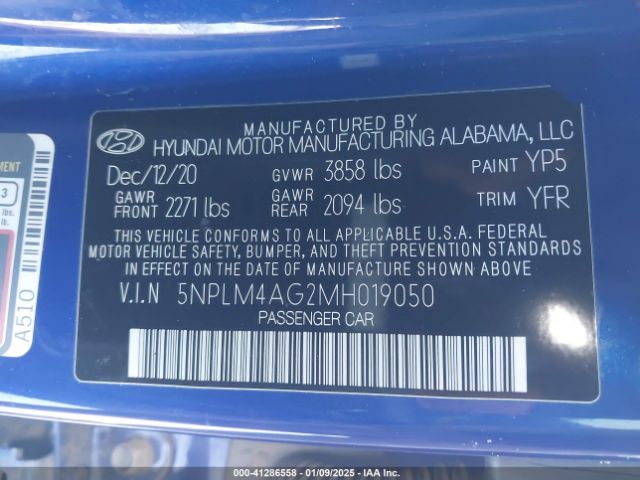 MANUFACTURED BY
HYUNDAI MOTOR MANUFACTURING ALABAMA, LLC
Dec/12/20 GVWR 3858 lbs PAINT YP5
GAWR FRONT 2271 lbs GAWR REAR 2094 lbs TRIM YFR
THIS VEHICLE CONFORMS TO ALL APPLICABLE U.S.A. FEDERAL
MOTOR VEHICLE SAFETY, BUMPER, AND THEFT PREVENTION STANDARDS
IN EFFECT ON THE DATE OF MANUFACTURE SHOWN ABOVE
V.I.N 5NPLM4AG2MH019050
PASSENGER CAR
3
lbs.
lb.
A510
000-41286558 - 01/09/2025 - IAA Inc.